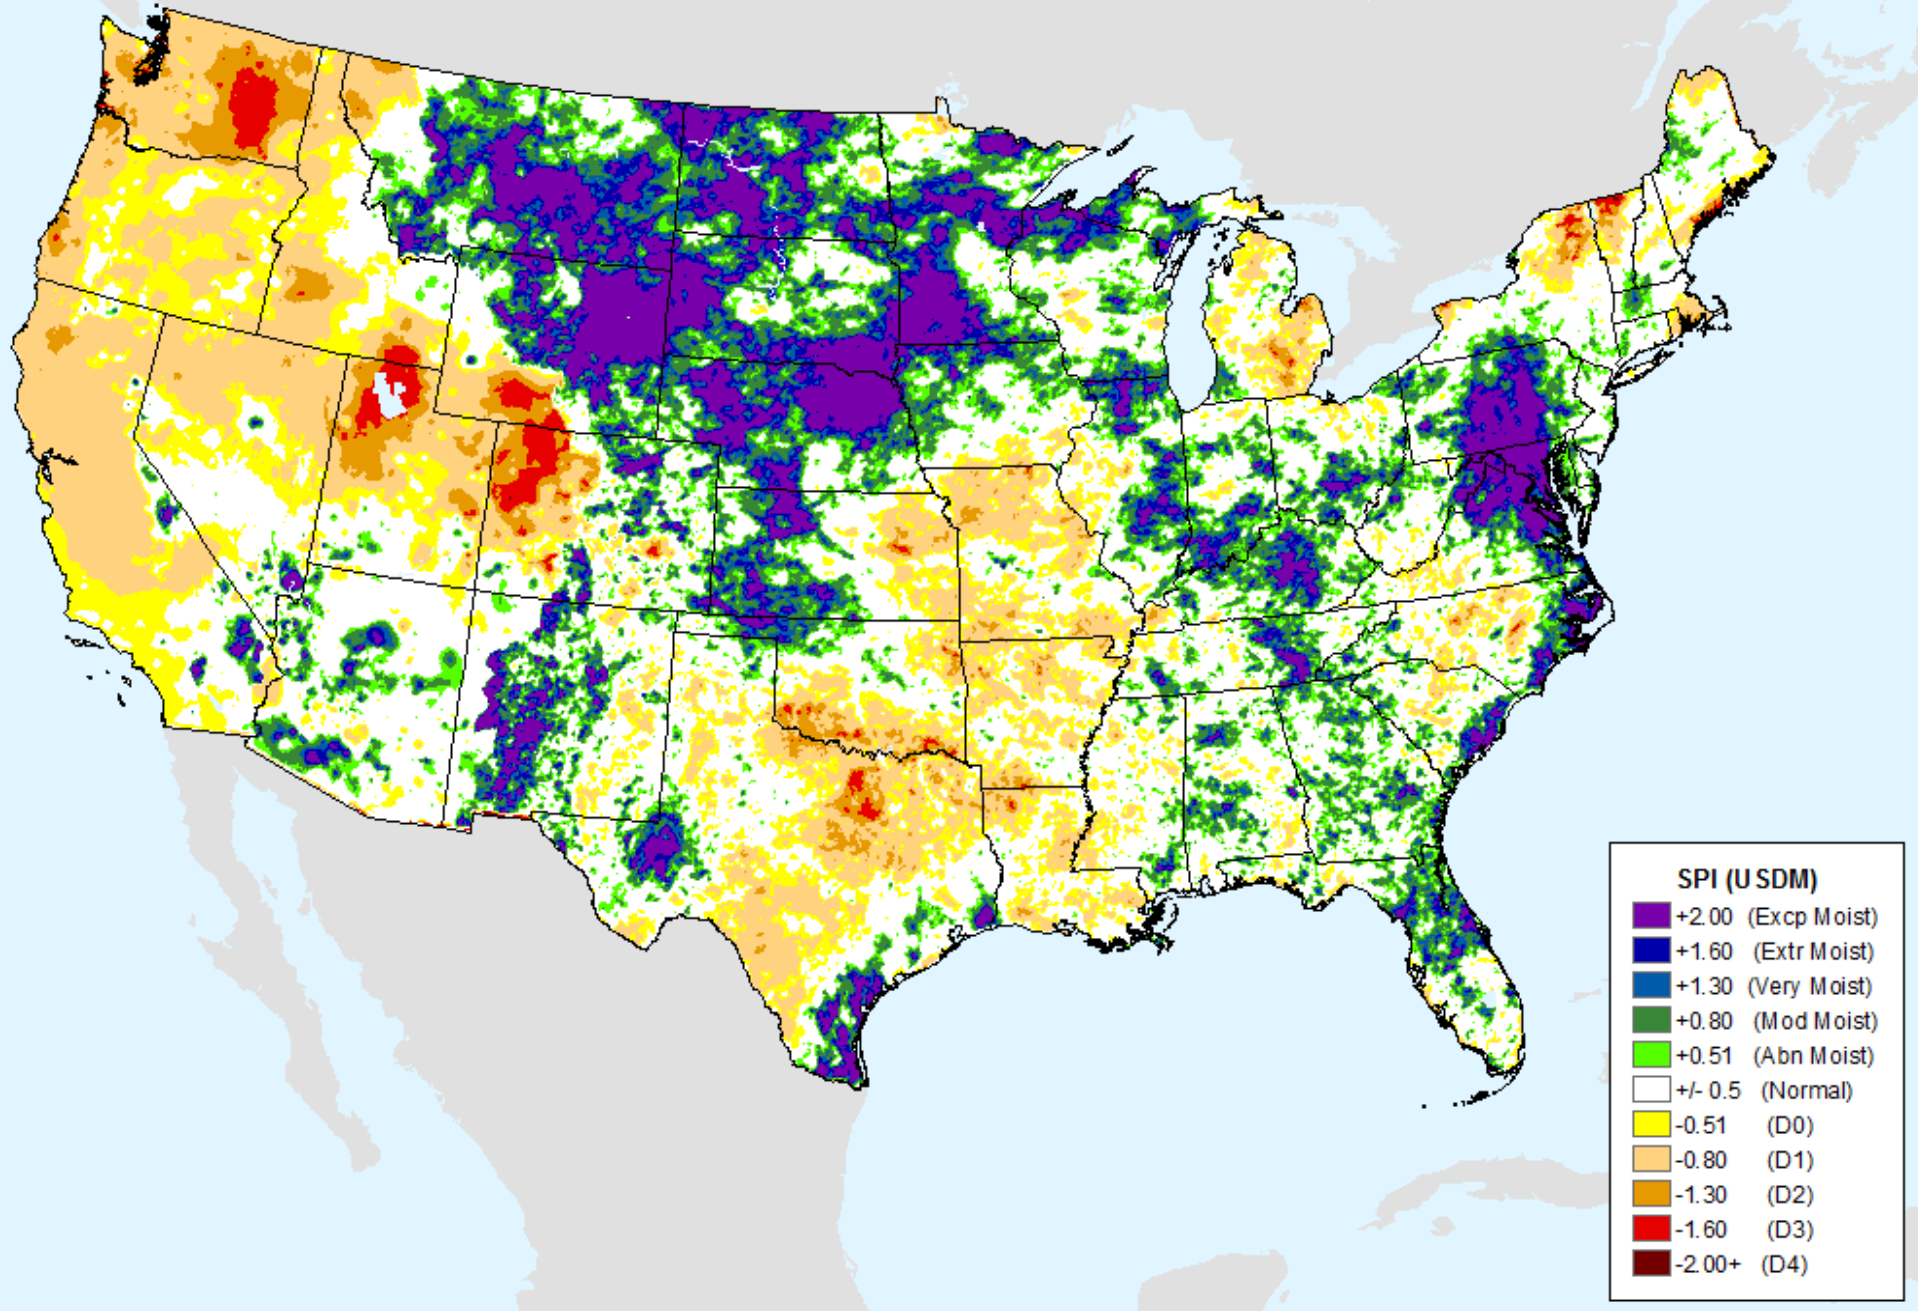 SPI (USDM)
+2.00 (Excp Moist)
+1.60 (Extr Moist)
+1.30 (Very Moist)
+0.80 (Mod Moist)
+0.51 (Abn Moist)
+/- 0.5 (Normal)
-0.51 (D0)
-0.80 (D1)
-1.30 (D2)
-1.60 (D3)
-2.00+ (D4)